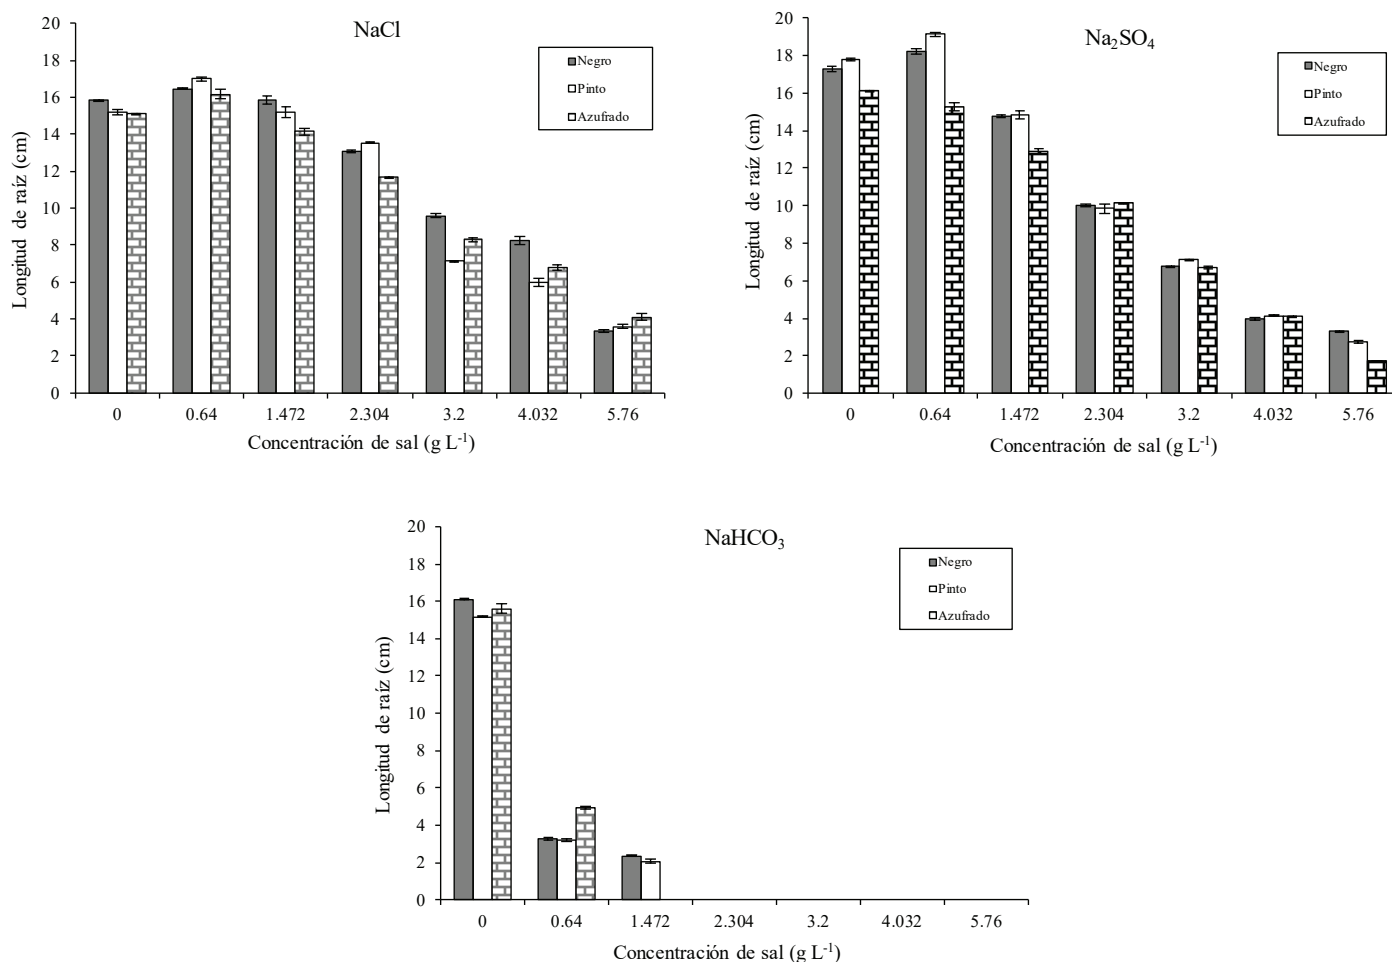 NaCl
Negro
Pinto
Azufrado
20
18
16
14
12
10
8
6
4
2
0
Longitud de raíz (cm)
0 0.64 1.472 2.304 3.2 4.032 5.76
Concentración de sal (g L⁻¹)
Na₂SO₄
Negro
Pinto
Azufrado
20
18
16
14
12
10
8
6
4
2
0
Longitud de raíz (cm)
0 0.64 1.472 2.304 3.2 4.032 5.76
Concentración de sal (g L⁻¹)
NaHCO₃
Negro
Pinto
Azufrado
20
18
16
14
12
10
8
6
4
2
0
Longitud de raíz (cm)
0 0.64 1.472 2.304 3.2 4.032 5.76
Concentración de sal (g L⁻¹)